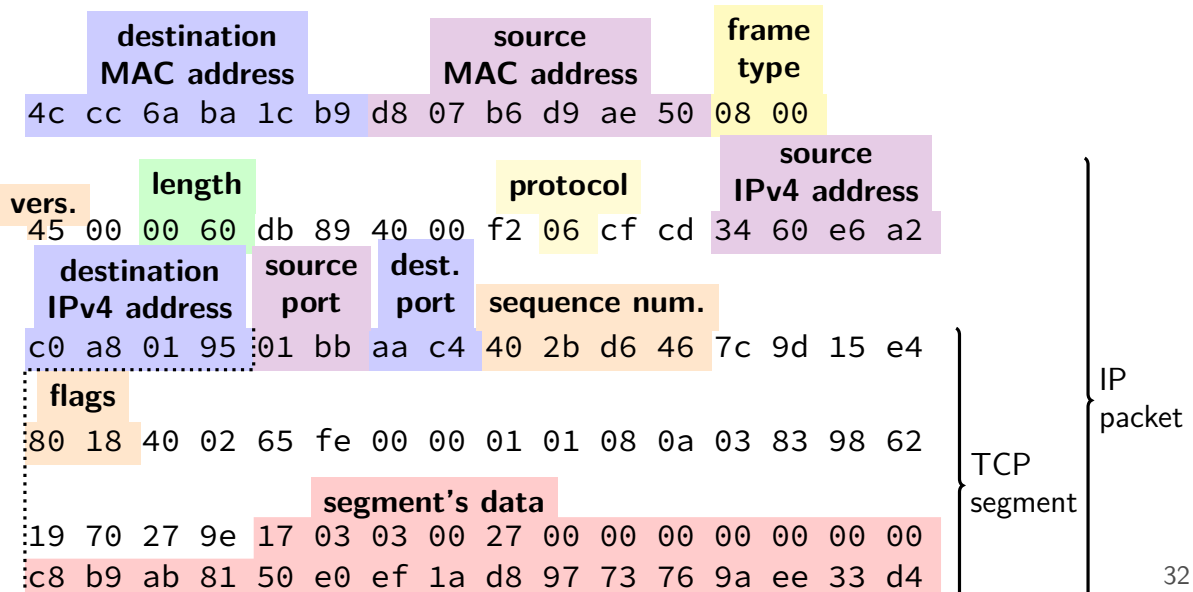 destination
MAC address
source
MAC address
frame
type
4c cc 6a ba 1c b9 d8 07 b6 d9 ae 50 08 00
vers.
length
protocol
source
IPv4 address
45 00 00 60 db 89 40 00 f2 06 cf cd 34 60 e6 a2
destination
IPv4 address
source
port
dest.
port
sequence num.
c0 a8 01 95 01 bb aa c4 40 2b d6 46 7c 9d 15 e4
flags
80 18 40 02 65 fe 00 00 01 01 08 0a 03 83 98 62
segment's data
19 70 27 9e 17 03 03 00 27 00 00 00 00 00 00 00
c8 b9 ab 81 50 e0 ef 1a d8 97 73 76 9a ee 33 d4
TCP
segment
IP
packet
32